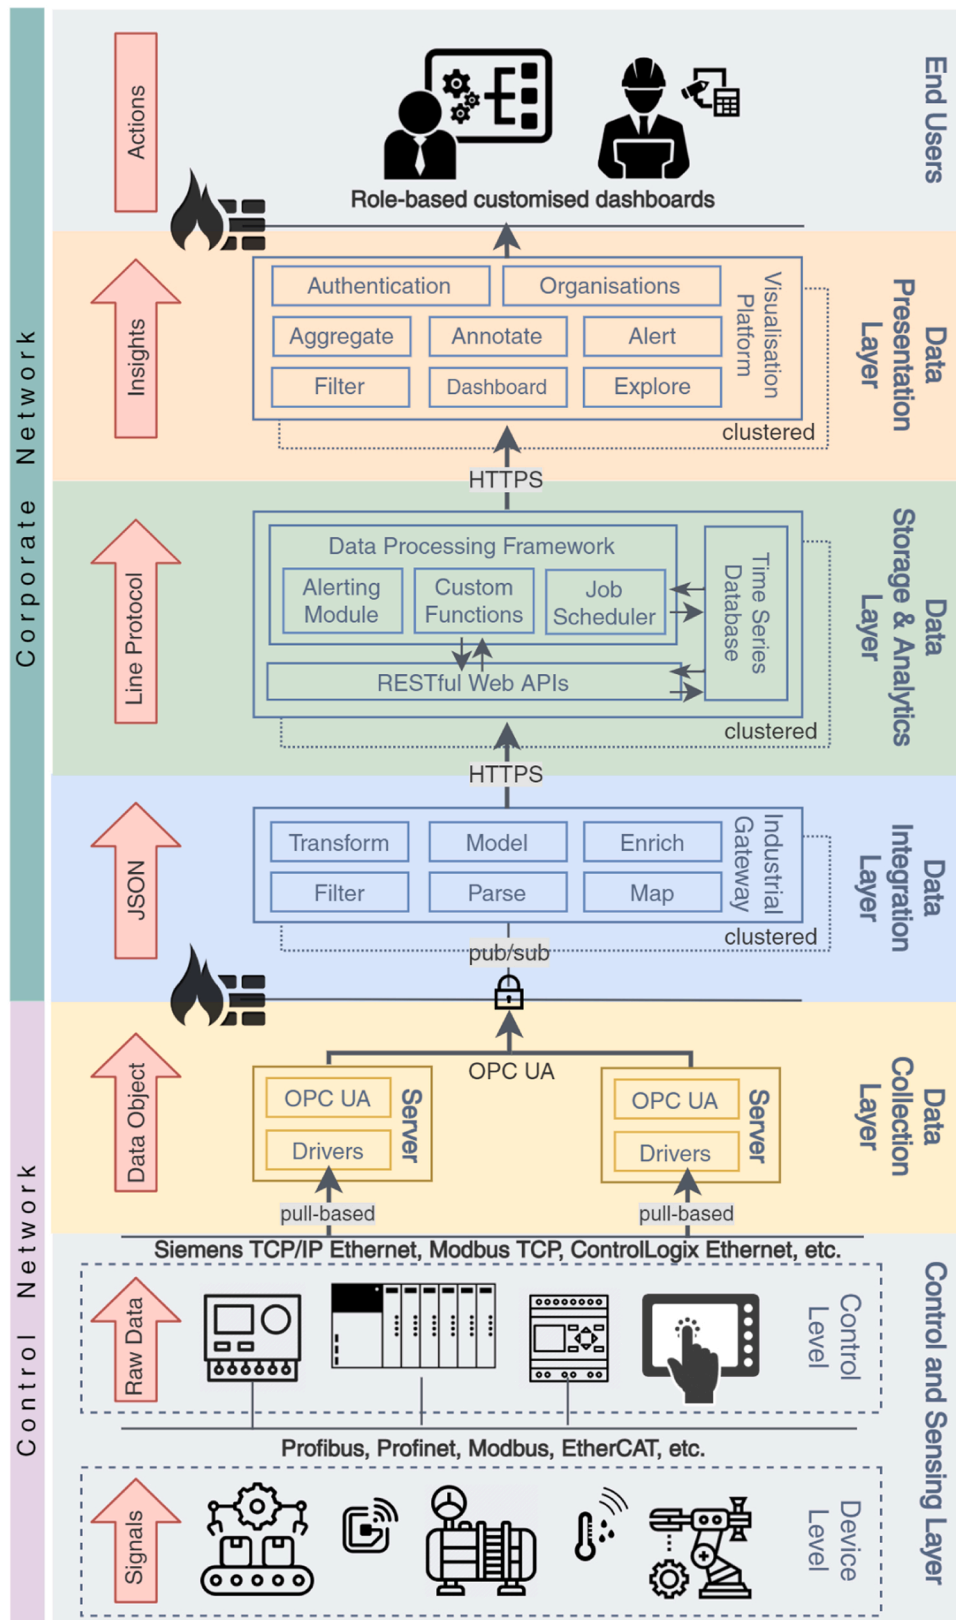 Corporate Network
Control Network
End Users
Actions
Role-based customised dashboards
Data
Presentation
Layer
Insights
Authentication
Organisations
Aggregate
Annotate
Alert
Filter
Dashboard
Explore
Visualisation
Platform
clustered
HTTPS
Data
Storage & Analytics
Layer
Line Protocol
Data Processing Framework
Alerting
Module
Custom
Functions
Job
Scheduler
Time Series
Database
RESTful Web APIs
clustered
HTTPS
Data
Integration
Layer
JSON
Transform
Model
Enrich
Filter
Parse
Map
Industrial
Gateway
clustered
pub/sub
Data
Collection
Layer
Data Object
OPC UA
OPC UA
Drivers
Server
OPC UA
Drivers
Server
pull-based
pull-based
Control and Sensing Layer
Siemens TCP/IP Ethernet, Modbus TCP, ControlLogix Ethernet, etc.
Raw Data
Control
Level
Profibus, Profinet, Modbus, EtherCAT, etc.
Signals
Device
Level